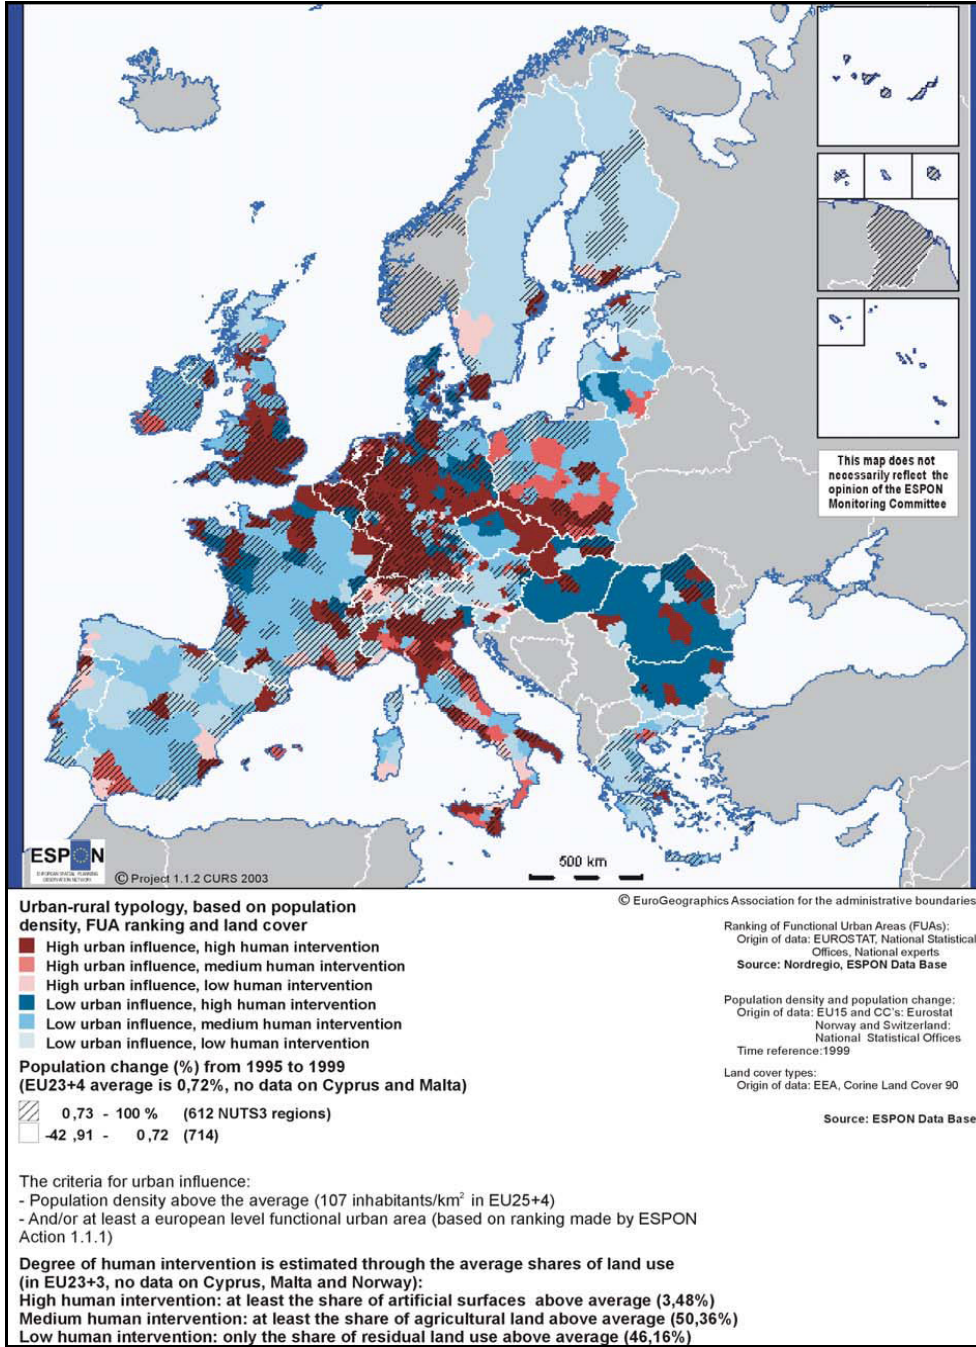 This map does not
necessarily reflect the
opinion of the ESPON
Monitoring Committee
ESPON
EUROPEAN SPATIAL PLANNING
OBSERVATION NETWORK
© Project 1.1.2 CURS 2003
500 km
© EuroGeographics Association for the administrative boundaries
Urban-rural typology, based on population
density, FUA ranking and land cover
High urban influence, high human intervention
High urban influence, medium human intervention
High urban influence, low human intervention
Low urban influence, high human intervention
Low urban influence, medium human intervention
Low urban influence, low human intervention
Population change (%) from 1995 to 1999
(EU23+4 average is 0,72%, no data on Cyprus and Malta)
0,73 - 100 % (612 NUTS3 regions)
-42 ,91 - 0,72 (714)
Ranking of Functional Urban Areas (FUAs):
Origin of data: EUROSTAT, National Statistical
Offices, National experts
Source: Nordregio, ESPON Data Base
Population density and population change:
Origin of data: EU15 and CC's: Eurostat
Norway and Switzerland:
National Statistical Offices
Time reference:1999
Land cover types:
Origin of data: EEA, Corine Land Cover 90
Source: ESPON Data Base
The criteria for urban influence:
- Population density above the average (107 inhabitants/km² in EU25+4)
- And/or at least a european level functional urban area (based on ranking made by ESPON
Action 1.1.1)
Degree of human intervention is estimated through the average shares of land use
(in EU23+3, no data on Cyprus, Malta and Norway):
High human intervention: at least the share of artificial surfaces above average (3,48%)
Medium human intervention: at least the share of agricultural land above average (50,36%)
Low human intervention: only the share of residual land use above average (46,16%)